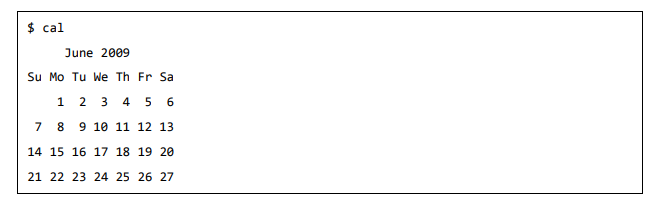 $ cal
     June 2009
Su Mo Tu We Th Fr Sa
    1  2  3  4  5  6
 7  8  9 10 11 12 13
14 15 16 17 18 19 20
21 22 23 24 25 26 27